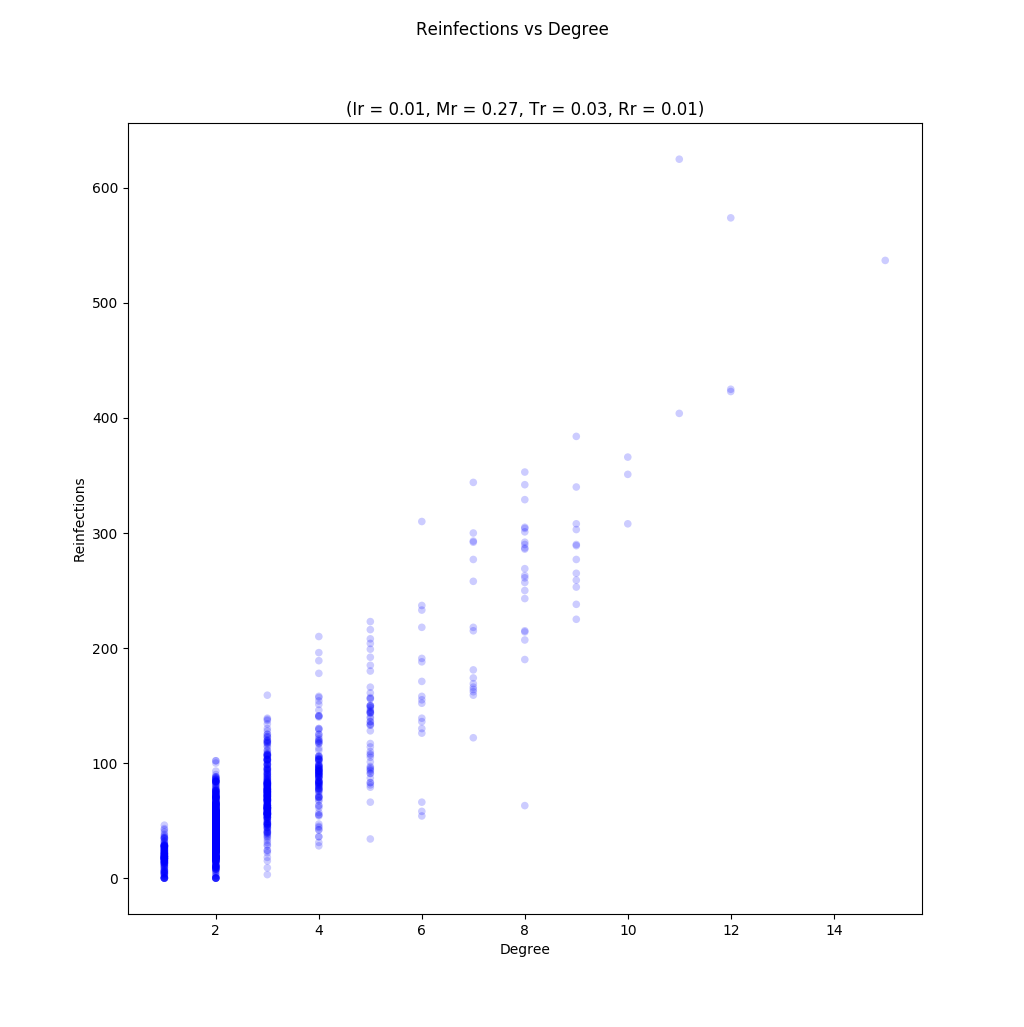 Reinfections vs Degree
(Ir = 0.01, Mr = 0.27, Tr = 0.03, Rr = 0.01)
600
500
400
300
200
100
0
Reinfections
2 4 6 8 10 12 14
Degree